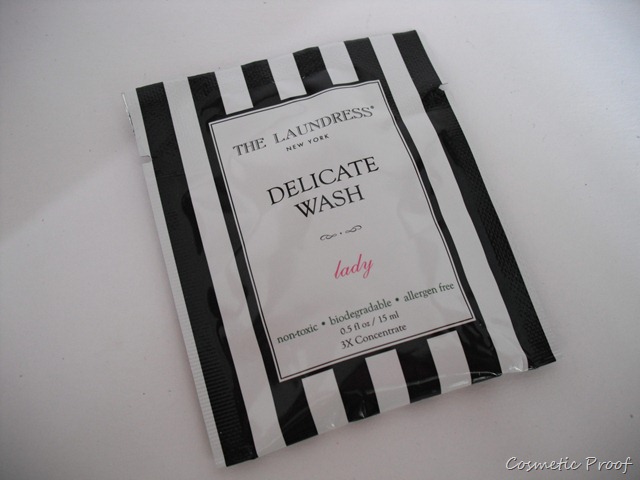 THE LAUNDRESS®
NEW YORK
DELICATE
WASH
lady
non-toxic • biodegradable • allergen free
0.5 fl oz / 15 ml
3X Concentrate
Cosmetic Proof